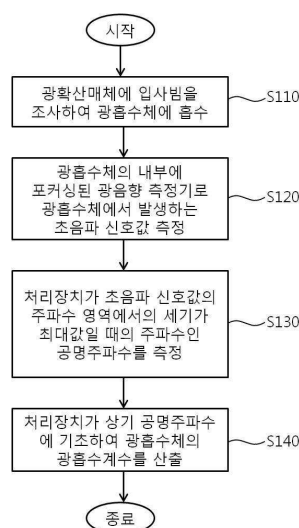 시작
광확산매체에 입사빔을
조사하여 광흡수체에 흡수
S110
광흡수체의 내부에
포커싱된 광음향 측정기로
광흡수체에서 발생하는
초음파 신호값 측정
S120
처리장치가 초음파 신호값의
주파수 영역에서의 세기가
최대값일 때의 주파수인
공명주파수를 측정
S130
처리장치가 상기 공명주파수
에 기초하여 광흡수체의
광흡수계수를 산출
S140
종료